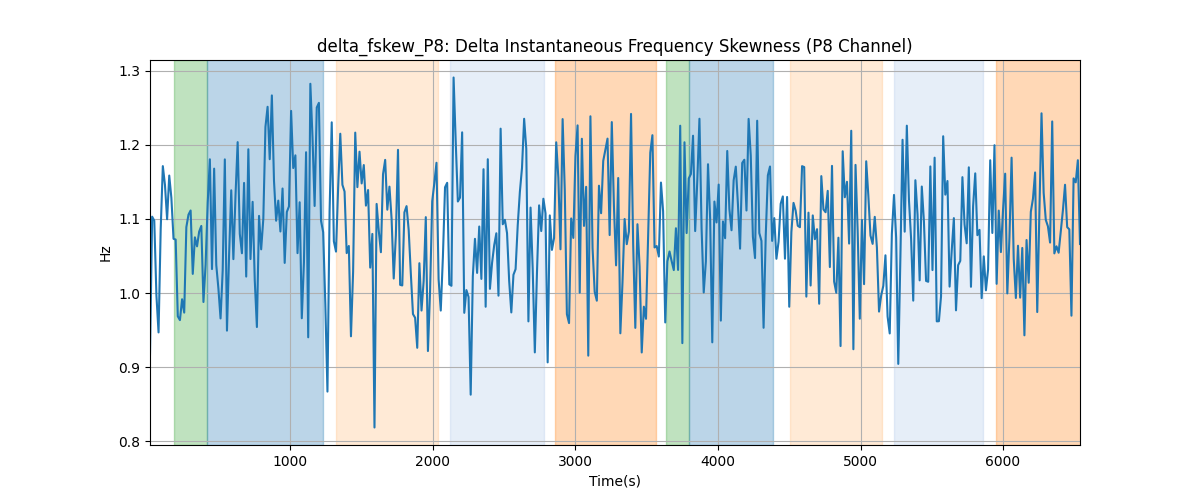 delta_fskew_P8: Delta Instantaneous Frequency Skewness (P8 Channel)
1.3
1.2
1.1
1.0
0.9
0.8
Hz
1000 2000 3000 4000 5000 6000
Time(s)